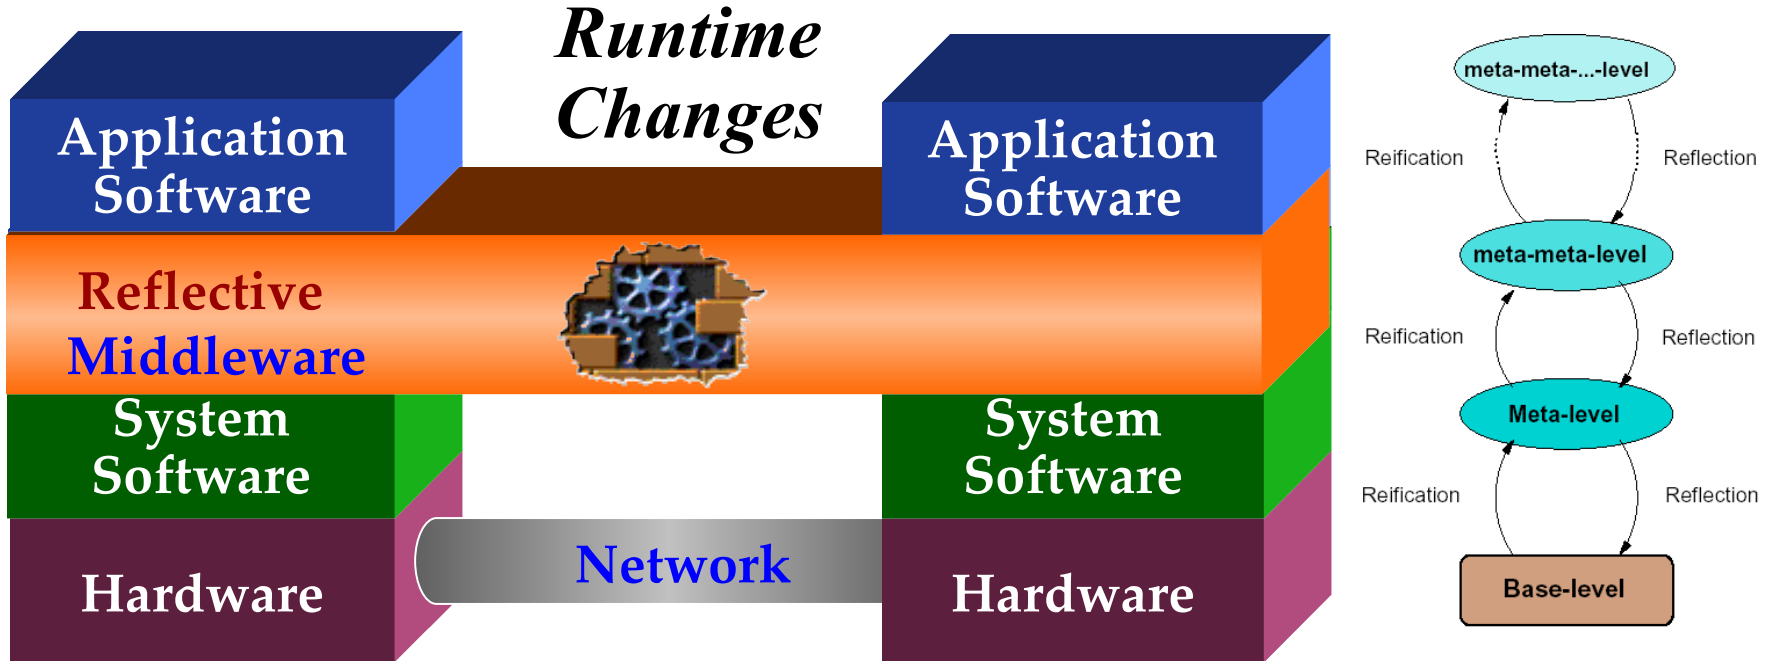 Runtime
Changes
Application
Software
Application
Software
Reflective
Middleware
System
Software
System
Software
Hardware
Network
Hardware
meta-meta-...-level
Reification
Reflection
meta-meta-level
Reification
Reflection
Meta-level
Reification
Reflection
Base-level